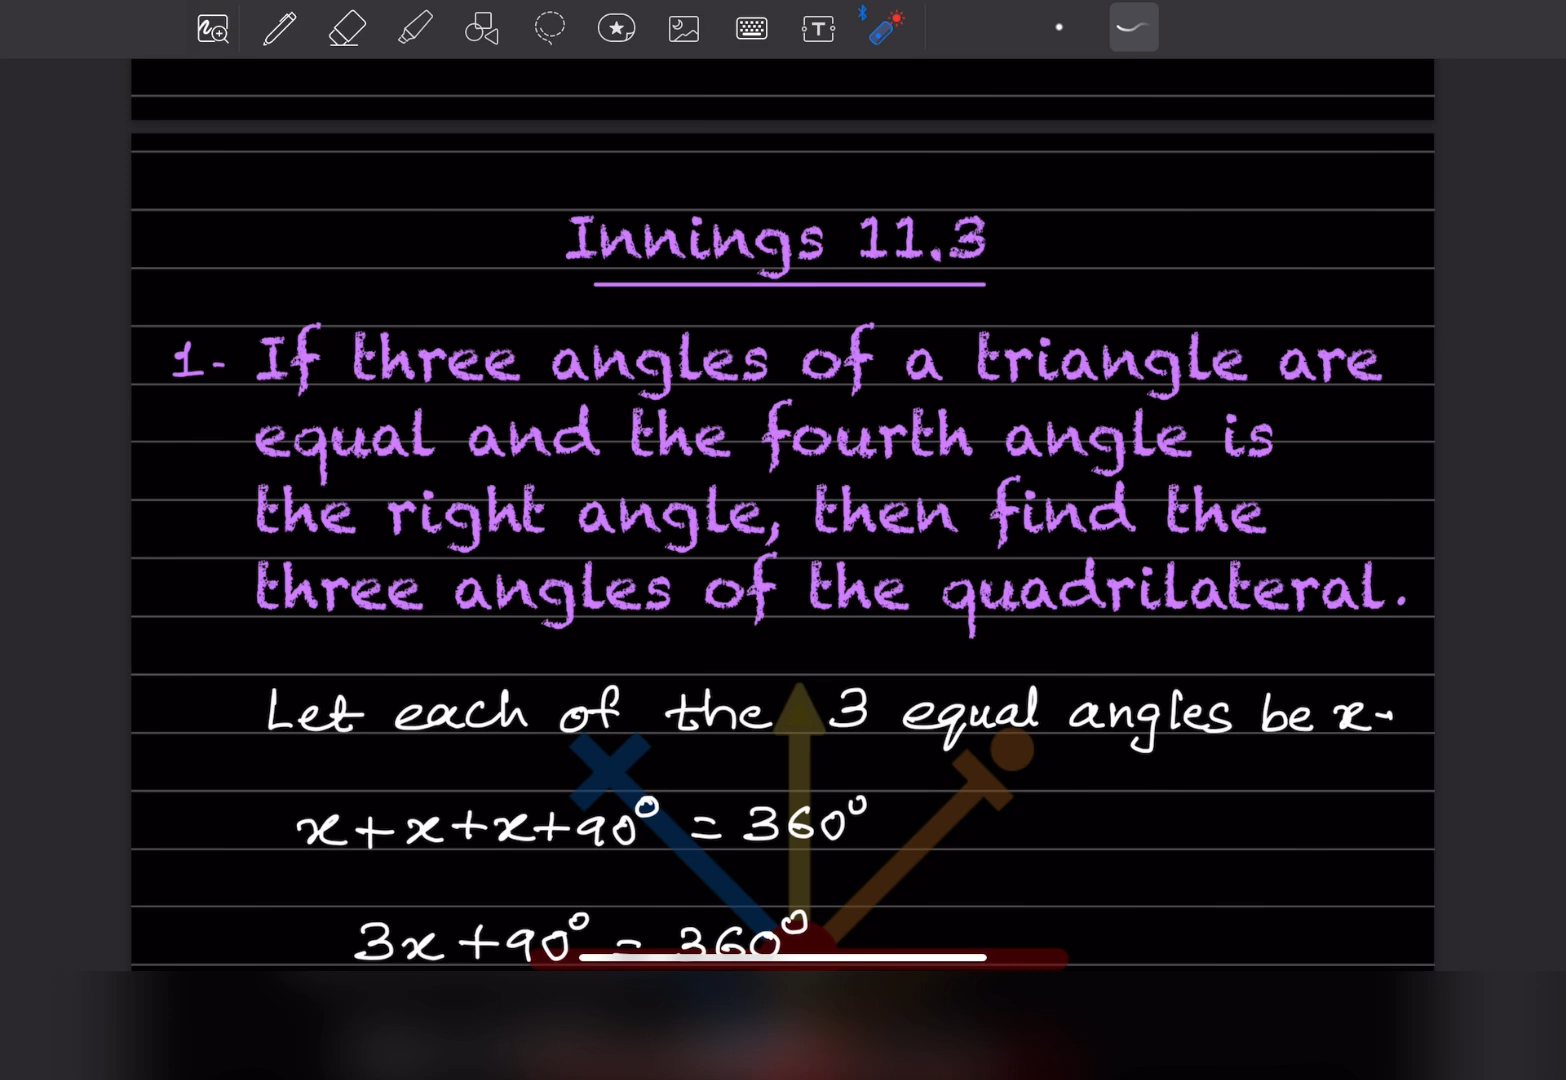 Innings 11.3
1- If three angles of a triangle are
equal and the fourth angle is
the right angle, then find the
three angles of the quadrilateral.
Let each of the 3 equal angles be x.
x+x+x+90° = 360°
3x +90° = 360°